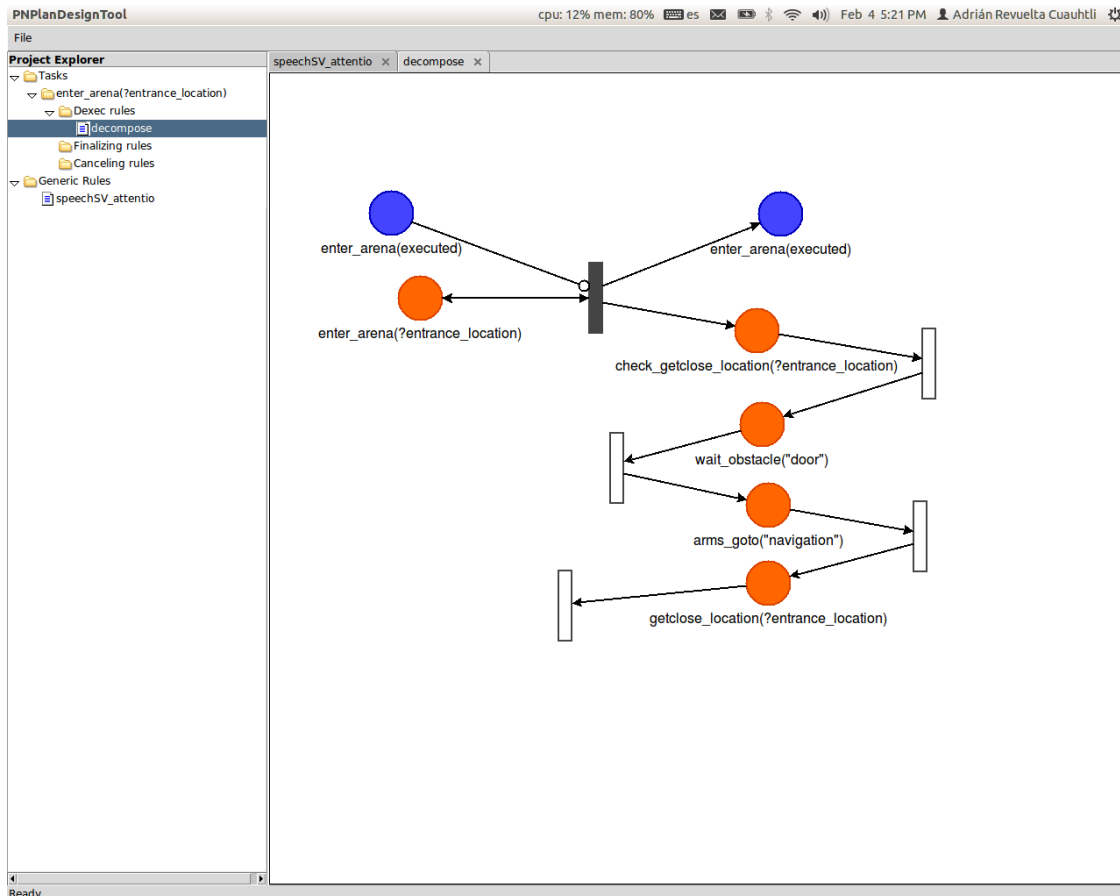 PNPlanDesignTool
cpu: 12% mem: 80% es Feb 4 5:21 PM Adrián Revuelta Cuauhtli
File
Project Explorer
Tasks
enter_arena(?entrance_location)
Dexec rules
decompose
Finalizing rules
Canceling rules
Generic Rules
speechSV_attentio
speechSV_attentio ×
decompose ×
enter_arena(executed)
enter_arena(executed)
enter_arena(?entrance_location)
check_getclose_location(?entrance_location)
wait_obstacle("door")
arms_goto("navigation")
getclose_location(?entrance_location)
Ready